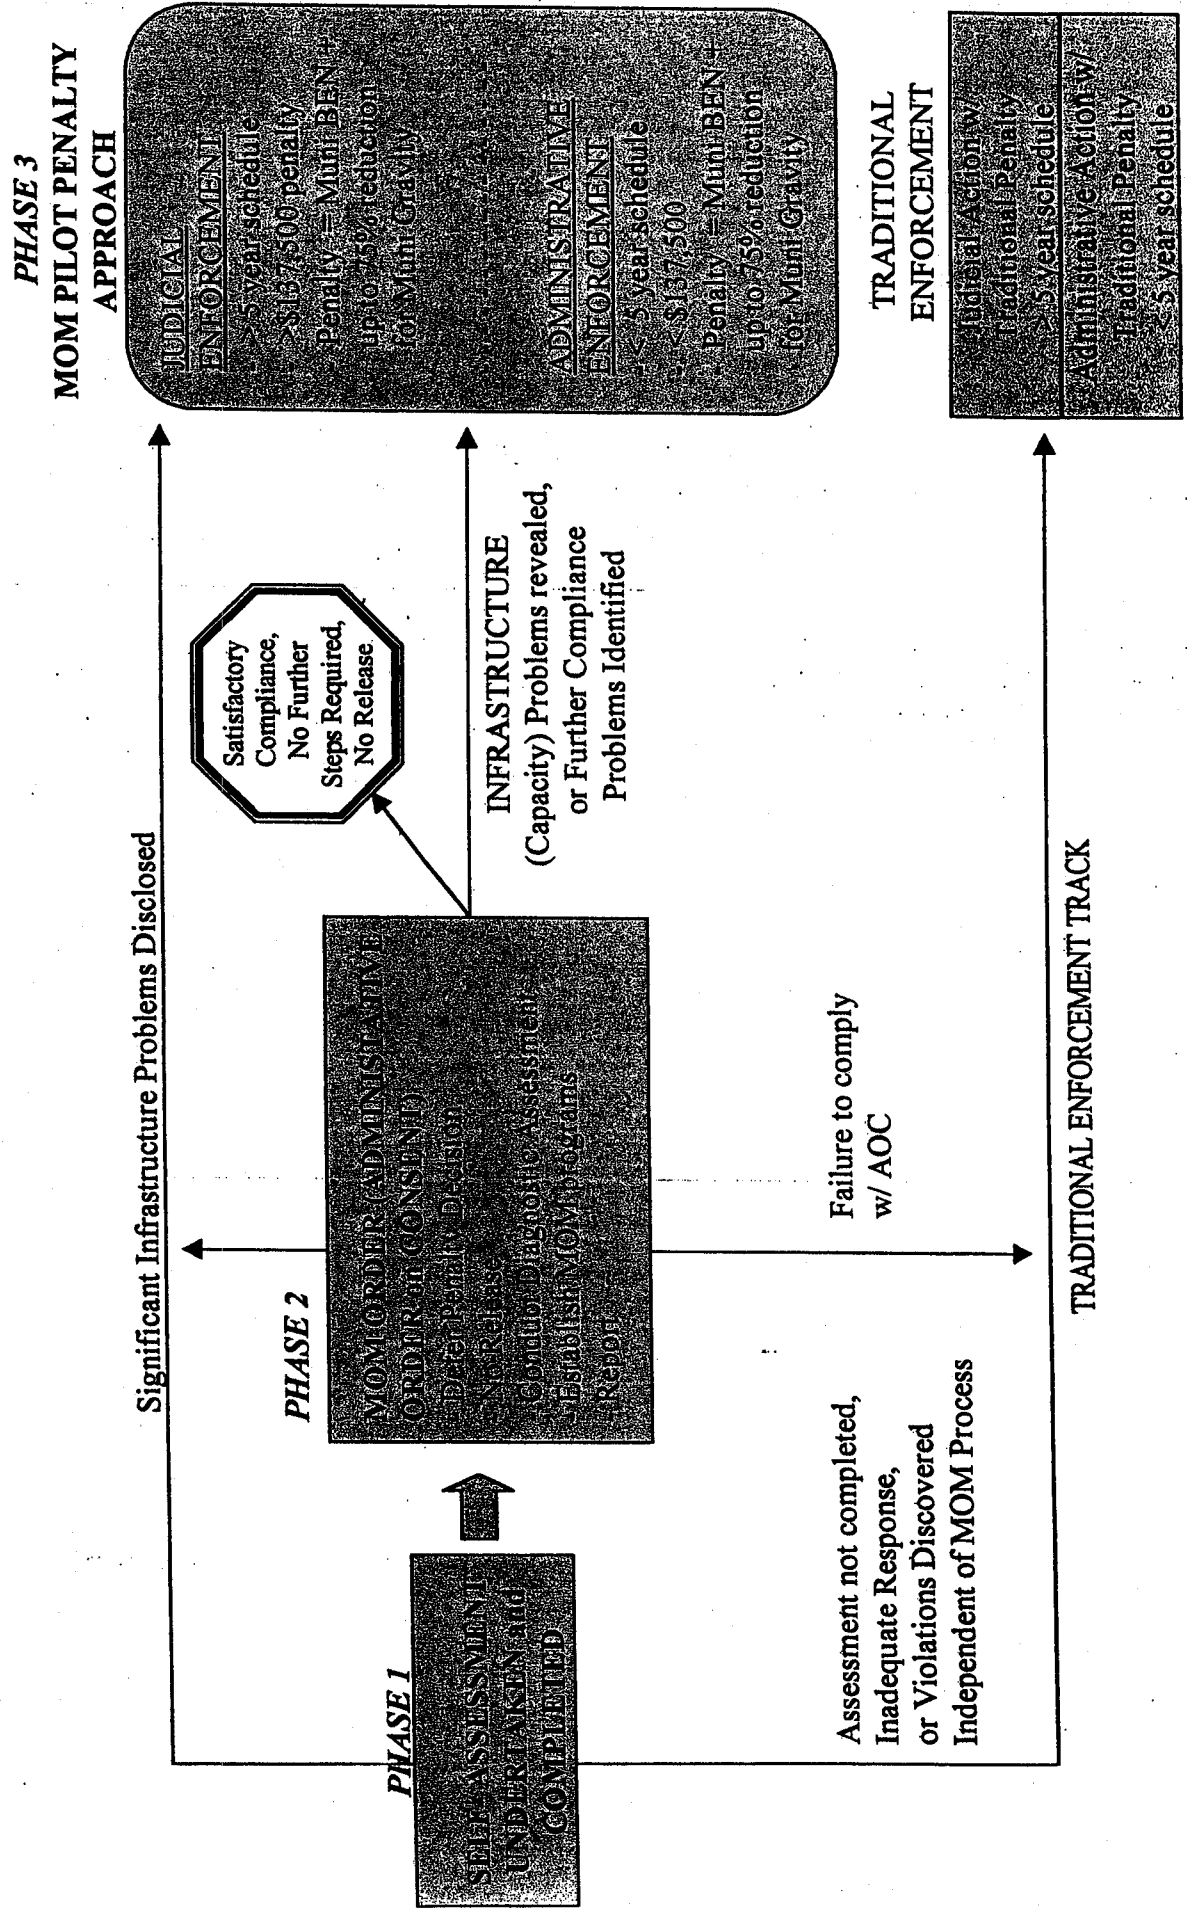 PHASE 1
SELF-ASSESSMENT
UNDERTAKEN and
COMPLETED
Significant Infrastructure Problems Disclosed
PHASE 2
MOM ORDER (ADMINISTATIVE
ORDER on CONSENT)
- Defer Penalty Decision
- No Release
- Conduct Diagnostic Assessment
- Establish MOM programs
- Report
Satisfactory
Compliance,
No Further
Steps Required,
No Release
INFRASTRUCTURE
(Capacity) Problems revealed,
or Further Compliance
Problems Identified
Failure to comply
w/ AOC
Assessment not completed,
Inadequate Response,
or Violations Discovered
Independent of MOM Process
TRADITIONAL ENFORCEMENT TRACK
PHASE 3
MOM PILOT PENALTY
APPROACH
JUDICIAL
ENFORCEMENT
- >5 year schedule
- >$137,500 penalty
Penalty = Muni BEN +
up to 75% reduction
for Muni Gravity
ADMINISTRATIVE
ENFORCEMENT
- < 5 year schedule
- <$137,500
Penalty = Muni BEN +
up to 75% reduction
for Muni Gravity
TRADITIONAL
ENFORCEMENT
Judicial Action w/
Traditional Penalty
>5 year schedule
Administrative Action w/
Traditional Penalty
<5 year schedule